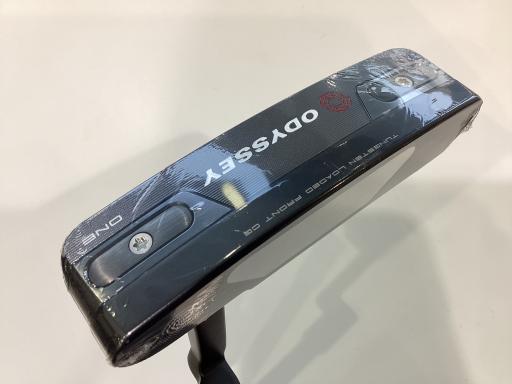 ODYSSEY
TUNGSTEN LOADED FRONT CG
ONE